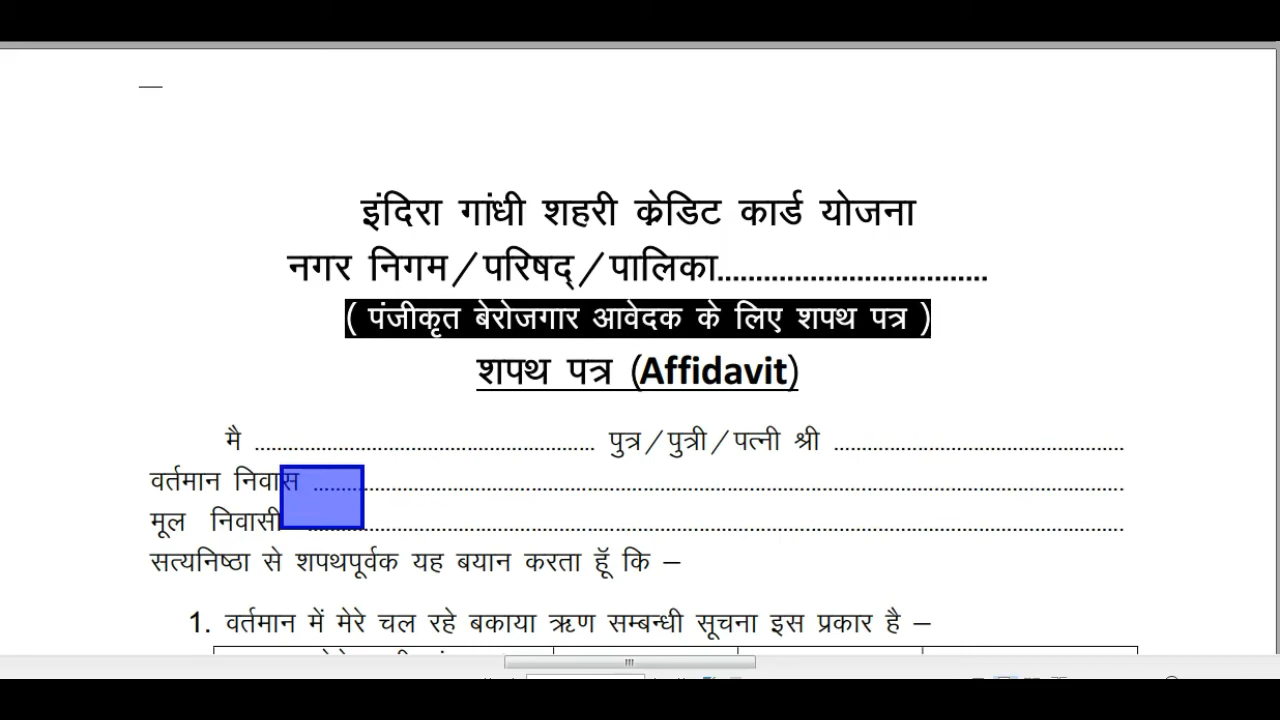 इंदिरा गांधी शहरी क्रेडिट कार्ड योजना
नगर निगम/परिषद्/पालिका..................................
( पंजीकृत बेरोजगार आवेदक के लिए शपथ पत्र )
शपथ पत्र (Affidavit)
मै .......................................................................... पुत्र/पुत्री/पत्नी श्री ...............................................................
वर्तमान निवास ................................................................................................................................
मूल निवासी ................................................................................................................................
सत्यनिष्ठा से शपथपूर्वक यह बयान करता हूॅ कि –
1. वर्तमान में मेरे चल रहे बकाया ऋण सम्बन्धी सूचना इस प्रकार है –